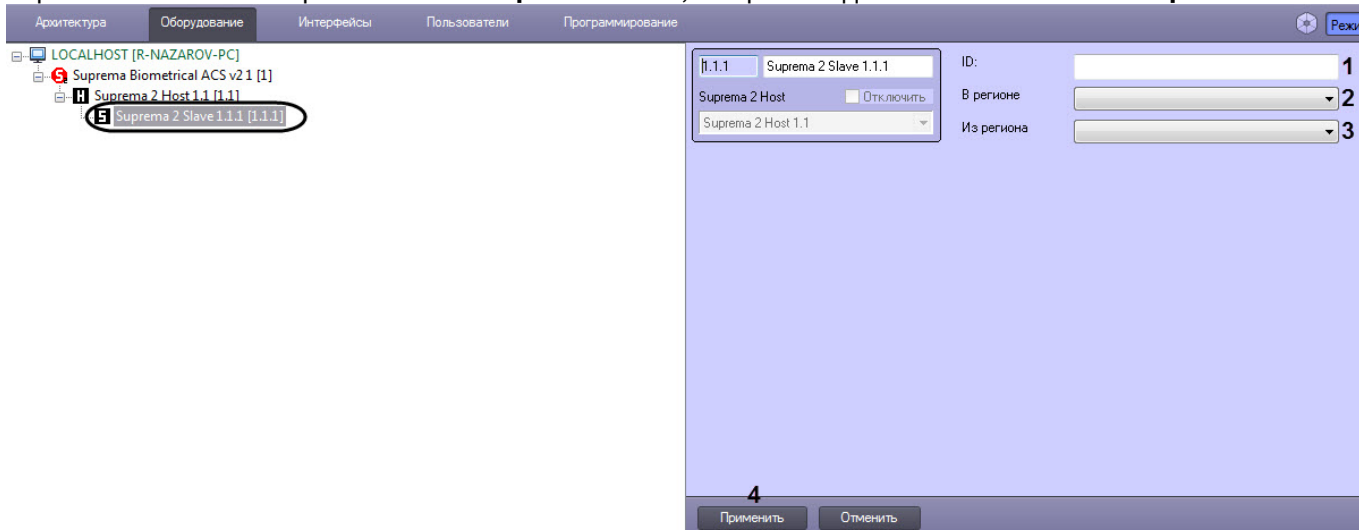 Архитектура Оборудование Интерфейсы Пользователи Программирование
LOCALHOST [R-NAZAROV-PC]
Suprema Biometrical ACS v2 1 [1]
Suprema 2 Host 1.1 [1.1]
Suprema 2 Slave 1.1.1 [1.1.1]
1.1.1 Suprema 2 Slave 1.1.1
Suprema 2 Host Отключить
Suprema 2 Host 1.1
ID: 1
В регионе 2
Из региона 3
4
Применить Отменить